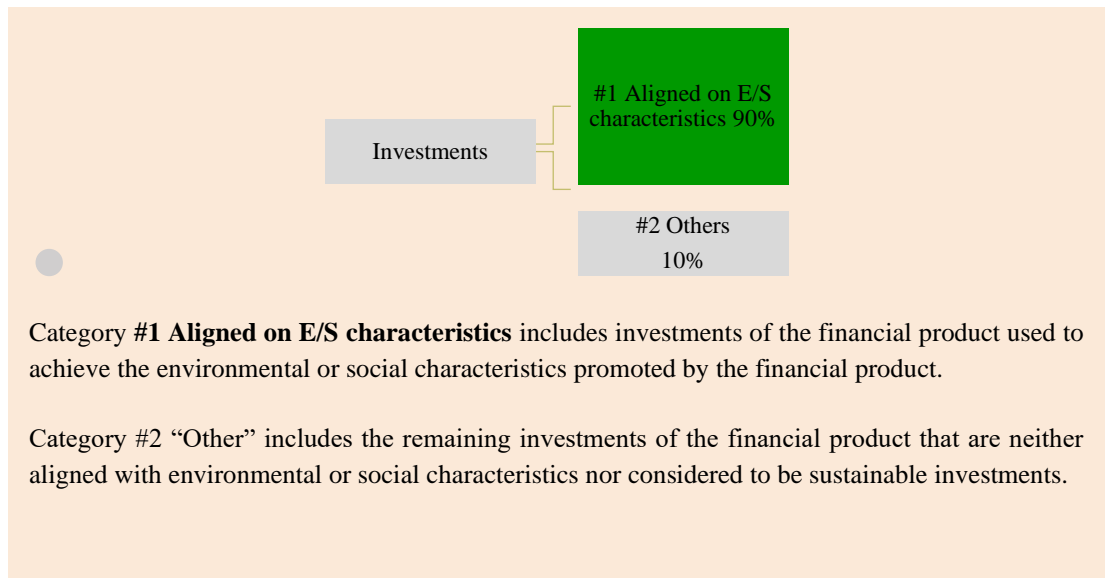 #1 Aligned on E/S
characteristics 90%
Investments
#2 Others
10%
Category #1 Aligned on E/S characteristics includes investments of the financial product used to
achieve the environmental or social characteristics promoted by the financial product.
Category #2 “Other” includes the remaining investments of the financial product that are neither
aligned with environmental or social characteristics nor considered to be sustainable investments.